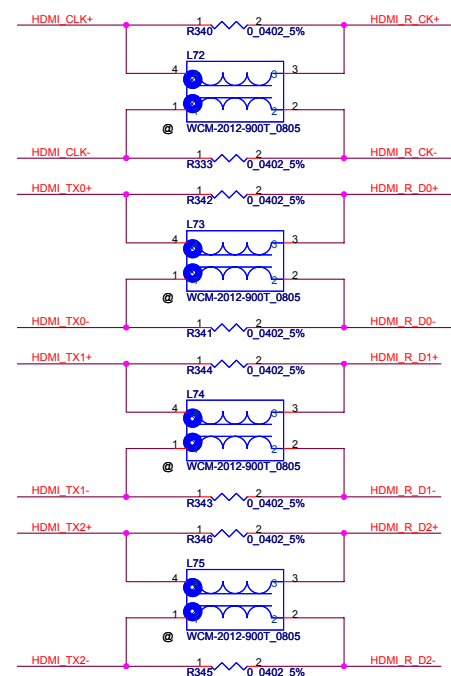 HDMI_CLK+ 1 2 HDMI_R_CK+
R340 0_0402_5%
L72
4 3 3
1 2 2
@ WCM-2012-900T_0805
HDMI_CLK- 1 2 HDMI_R_CK-
R333 0_0402_5%
HDMI_TX0+ 1 2 HDMI_R_D0+
R342 0_0402_5%
L73
4 3 3
1 2 2
@ WCM-2012-900T_0805
HDMI_TX0- 1 2 HDMI_R_D0-
R341 0_0402_5%
HDMI_TX1+ 1 2 HDMI_R_D1+
R344 0_0402_5%
L74
4 3 3
1 2 2
@ WCM-2012-900T_0805
HDMI_TX1- 1 2 HDMI_R_D1-
R343 0_0402_5%
HDMI_TX2+ 1 2 HDMI_R_D2+
R346 0_0402_5%
L75
4 3 3
1 2 2
@ WCM-2012-900T_0805
HDMI_TX2- 1 2 HDMI_R_D2-
R345 0_0402_5%